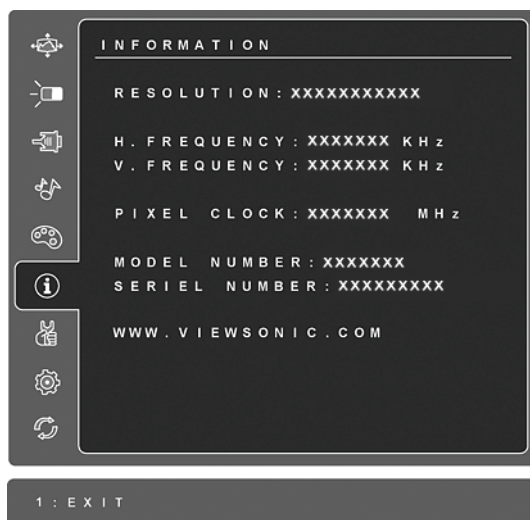 INFORMATION
RESOLUTION: XXXXXXXXXXX
H. FREQUENCY: XXXXXXX KHz
V. FREQUENCY: XXXXXXX KHz
PIXEL CLOCK: XXXXXXX MHz
MODEL NUMBER: XXXXXXX
SERIEL NUMBER: XXXXXXXXX
WWW.VIEWSONIC.COM
1:EXIT